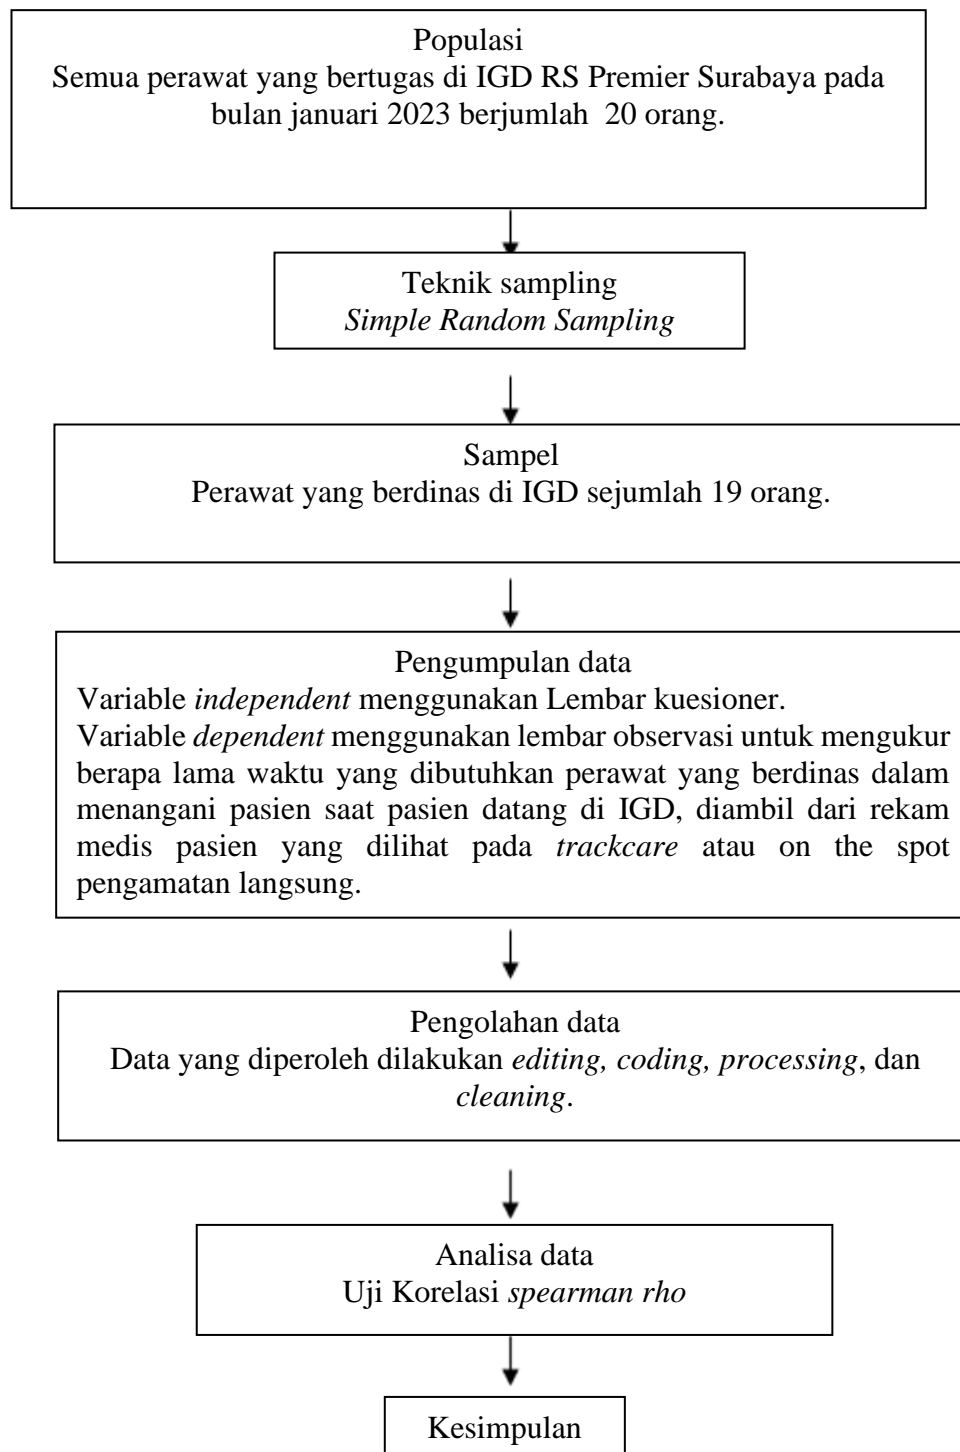 Populasi
Semua perawat yang bertugas di IGD RS Premier Surabaya pada
bulan januari 2023 berjumlah 20 orang.
Teknik sampling
Simple Random Sampling
Sampel
Perawat yang berdinas di IGD sejumlah 19 orang.
Pengumpulan data
Variable independent menggunakan Lembar kuesioner.
Variable dependent menggunakan lembar observasi untuk mengukur
berapa lama waktu yang dibutuhkan perawat yang berdinas dalam
menangani pasien saat pasien datang di IGD, diambil dari rekam
medis pasien yang dilihat pada trackcare atau on the spot
pengamatan langsung.
Pengolahan data
Data yang diperoleh dilakukan editing, coding, processing, dan
cleaning.
Analisa data
Uji Korelasi spearman rho
Kesimpulan